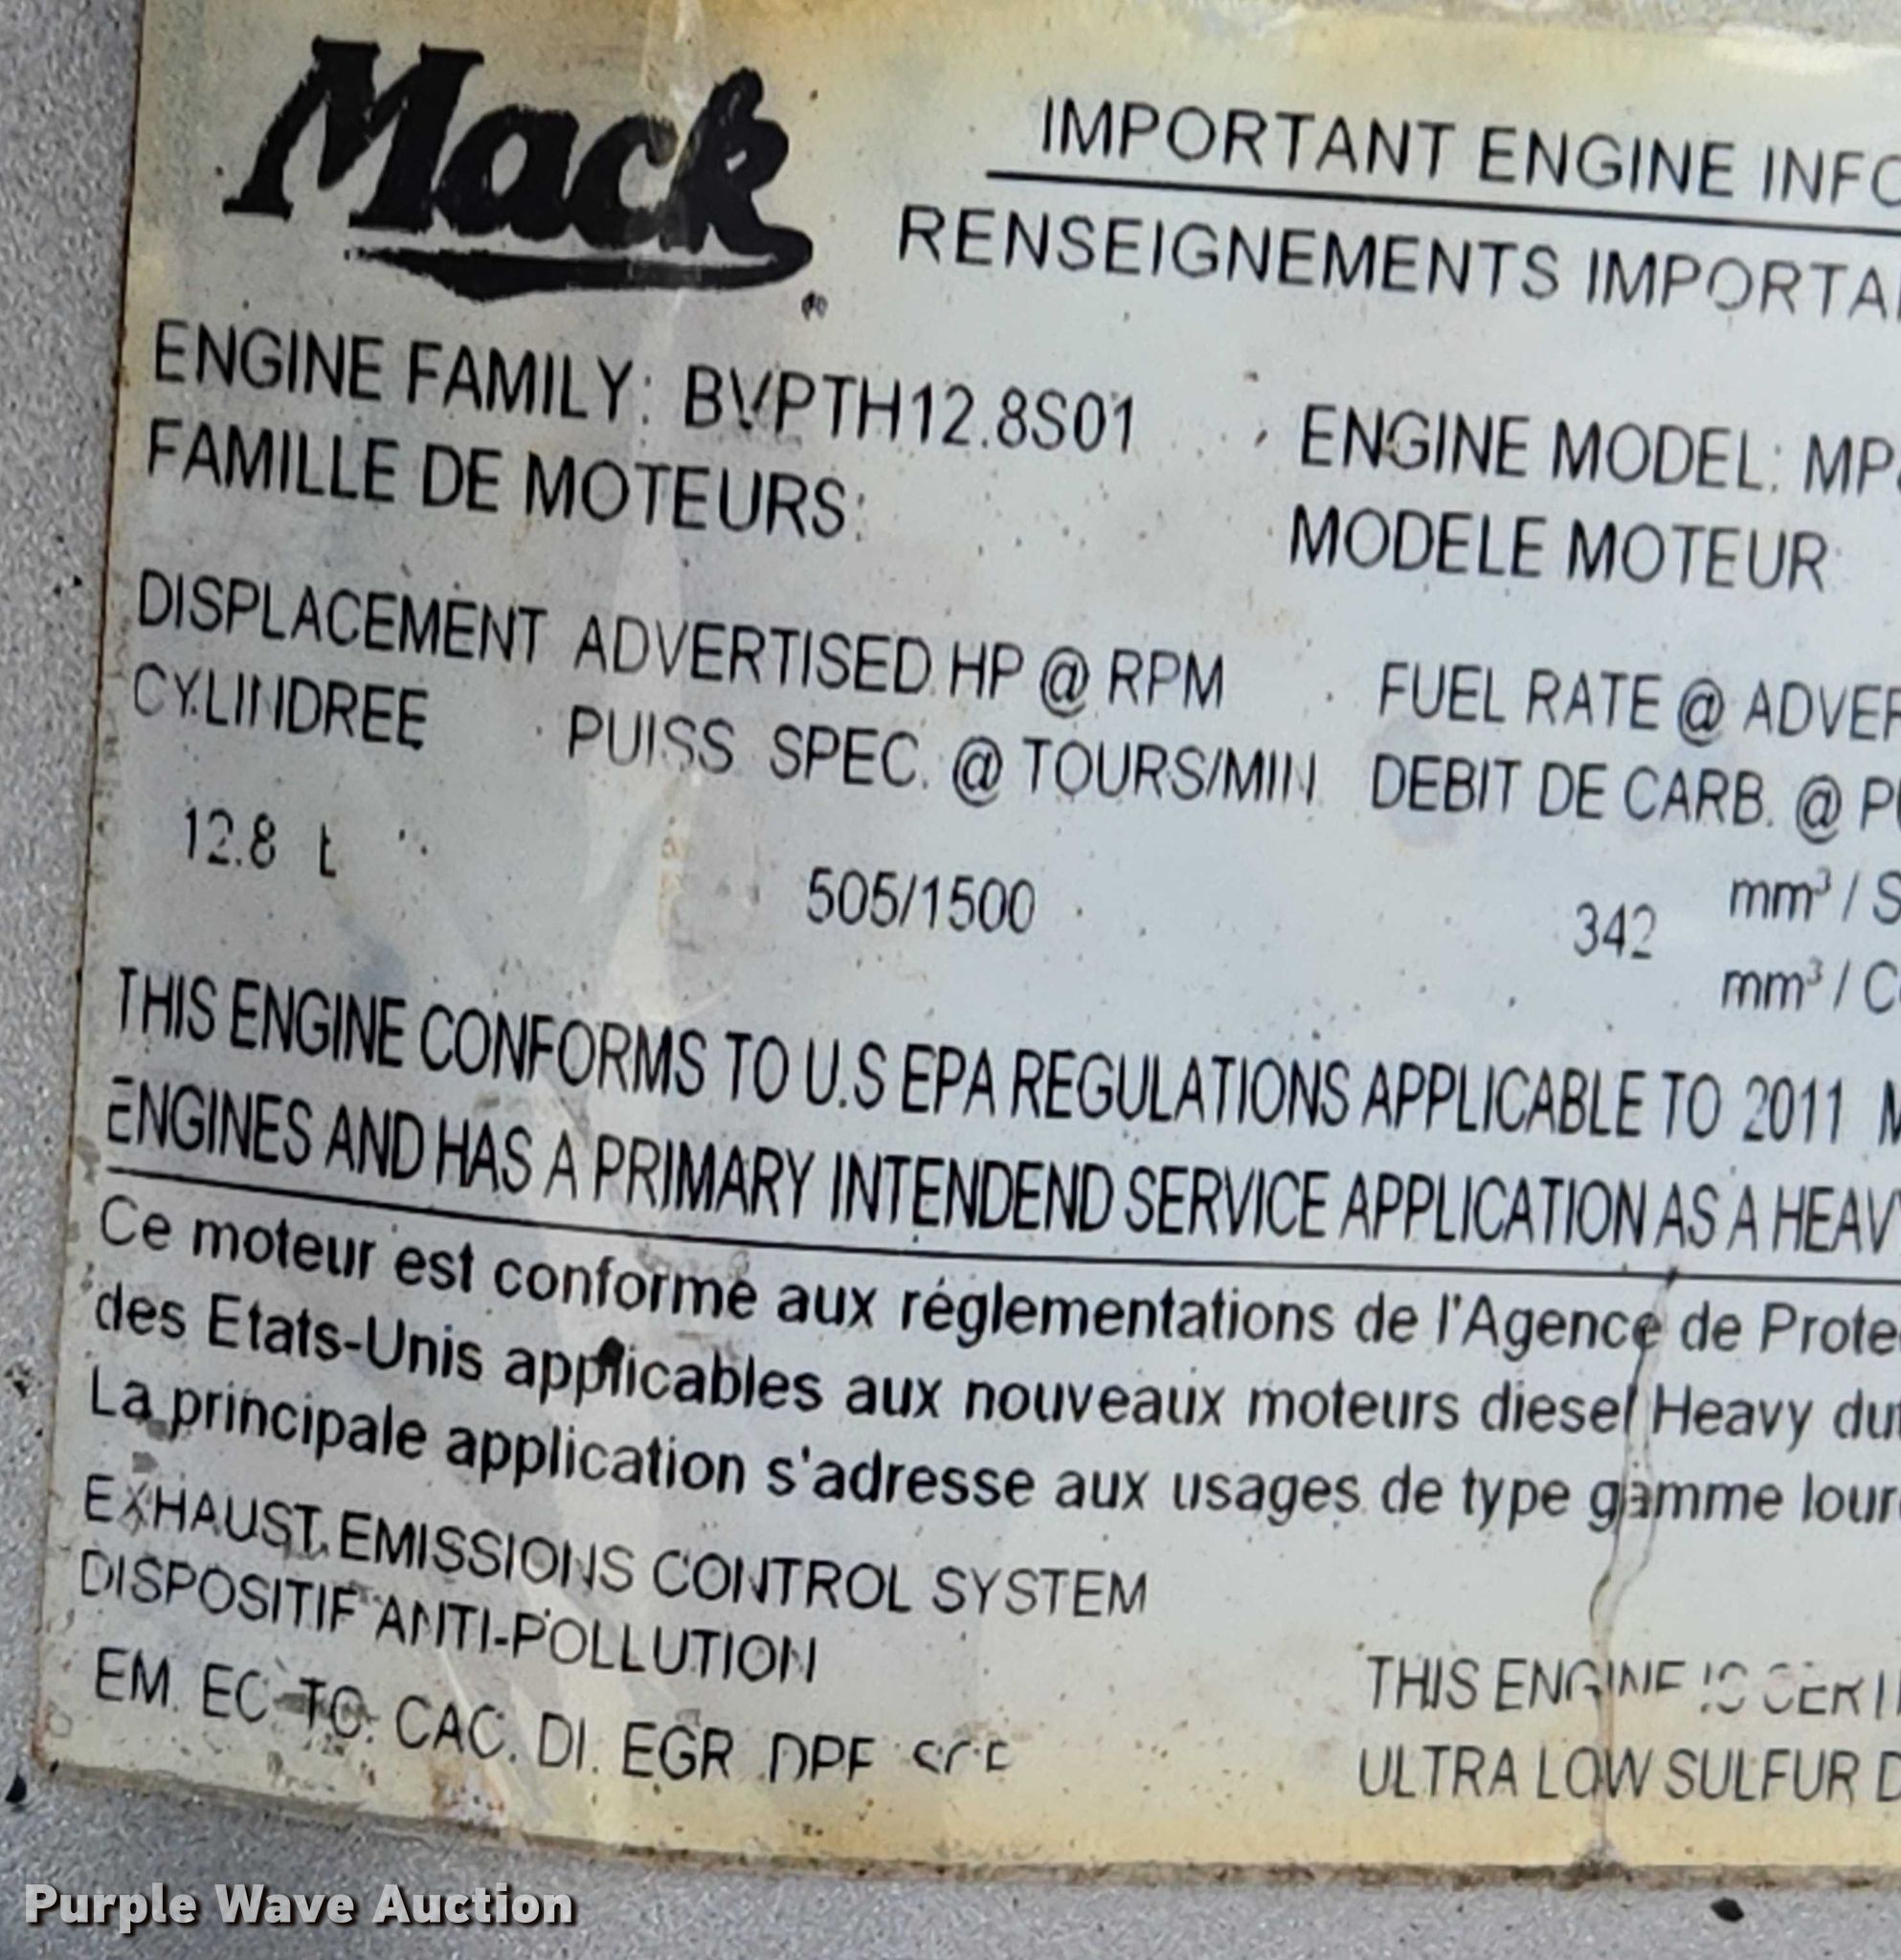 Mack
IMPORTANT ENGINE INFO
RENSEIGNEMENTS IMPORTA
ENGINE FAMILY: BVPTH12.8S01
FAMILLE DE MOTEURS:
ENGINE MODEL: MP
MODELE MOTEUR
DISPLACEMENT ADVERTISED HP @ RPM FUEL RATE @ ADVER
CYLINDREE PUISS SPEC. @ TOURS/MIN DEBIT DE CARB. @ P
12.8 L 505/1500 342 mm³ / S
mm³ / C
THIS ENGINE CONFORMS TO U.S EPA REGULATIONS APPLICABLE TO 2011 M
ENGINES AND HAS A PRIMARY INTENDEND SERVICE APPLICATION AS A HEAVY
Ce moteur est conforme aux réglementations de l'Agence de Prote
des Etats-Unis applicables aux nouveaux moteurs diesel Heavy dut
La principale application s'adresse aux usages de type gamme lour
EXHAUST EMISSIONS CONTROL SYSTEM
DISPOSITIF ANTI-POLLUTION
EM. EC. TC. CAC. DI. EGR. DPF
THIS ENGINE IS CERTI
ULTRA LOW SULFUR D
Purple Wave Auction